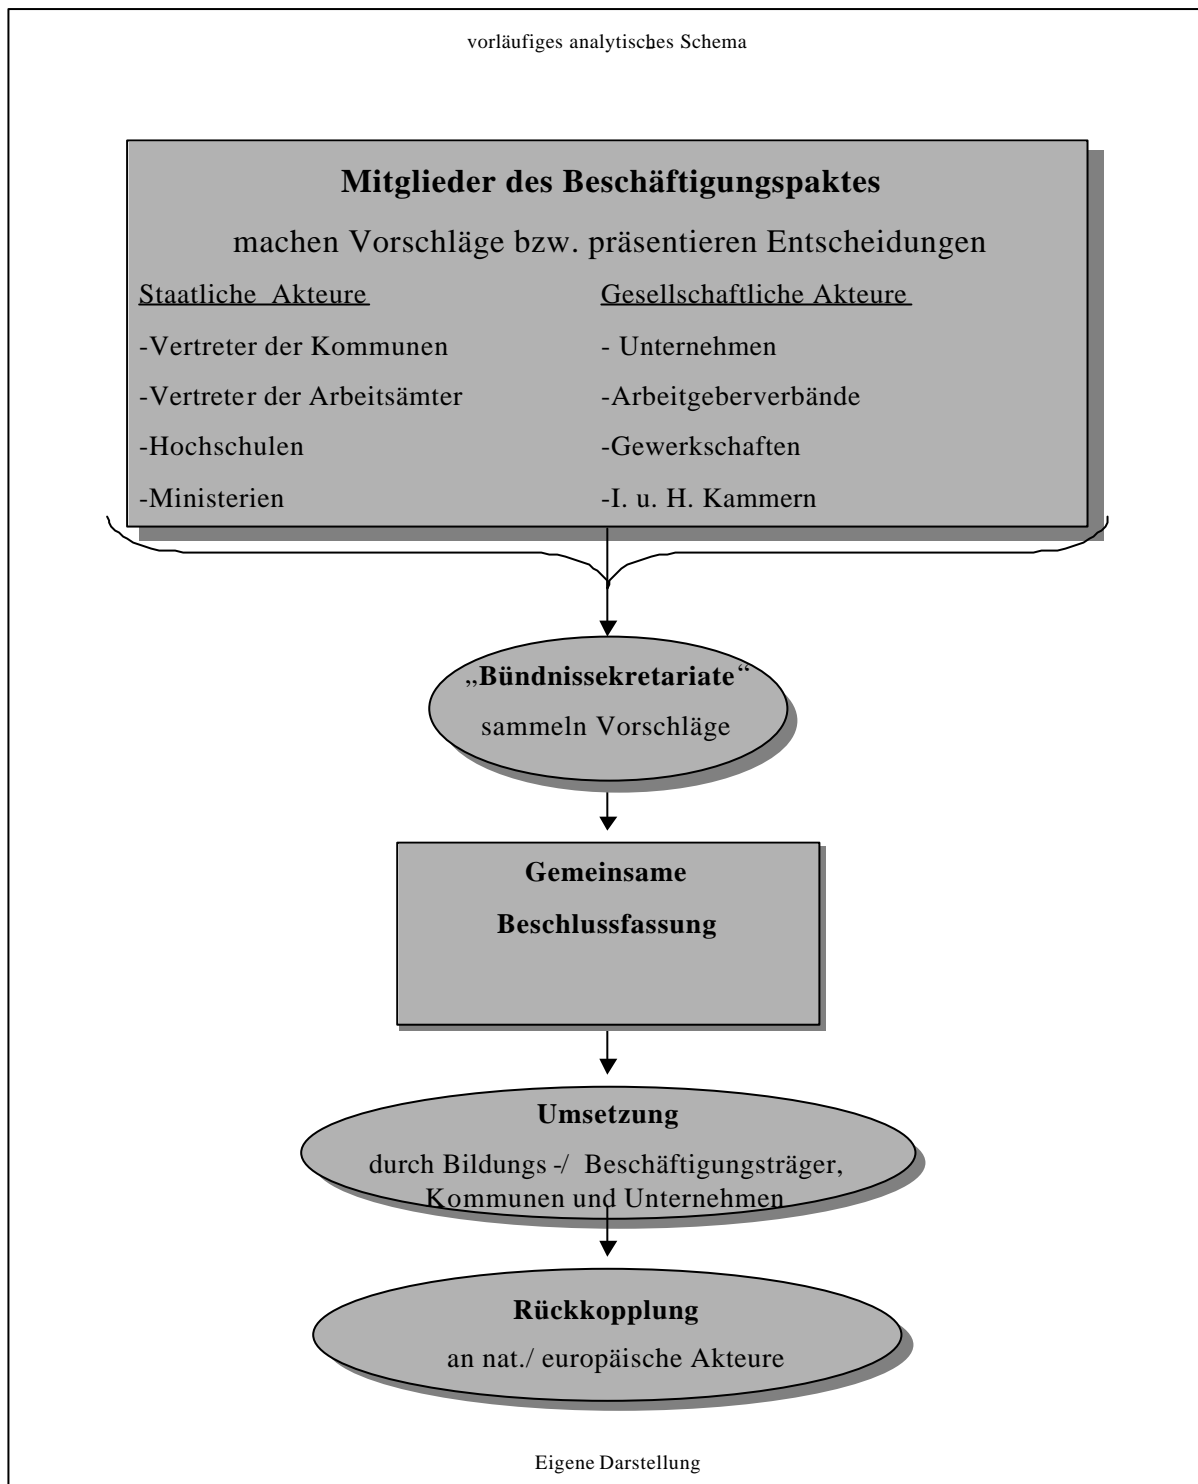 vorläufiges analytisches Schema
Mitglieder des Beschäftigungspaktes
machen Vorschläge bzw. präsentieren Entscheidungen
Staatliche Akteure
-Vertreter der Kommunen
-Vertreter der Arbeitsämter
-Hochschulen
-Ministerien
Gesellschaftliche Akteure
- Unternehmen
-Arbeitgeberverbände
-Gewerkschaften
-I. u. H. Kammern
„Bündnissekretariate“
sammeln Vorschläge
Gemeinsame
Beschlussfassung
Umsetzung
durch Bildungs -/ Beschäftigungsträger,
Kommunen und Unternehmen
Rückkopplung
an nat./ europäische Akteure
Eigene Darstellung